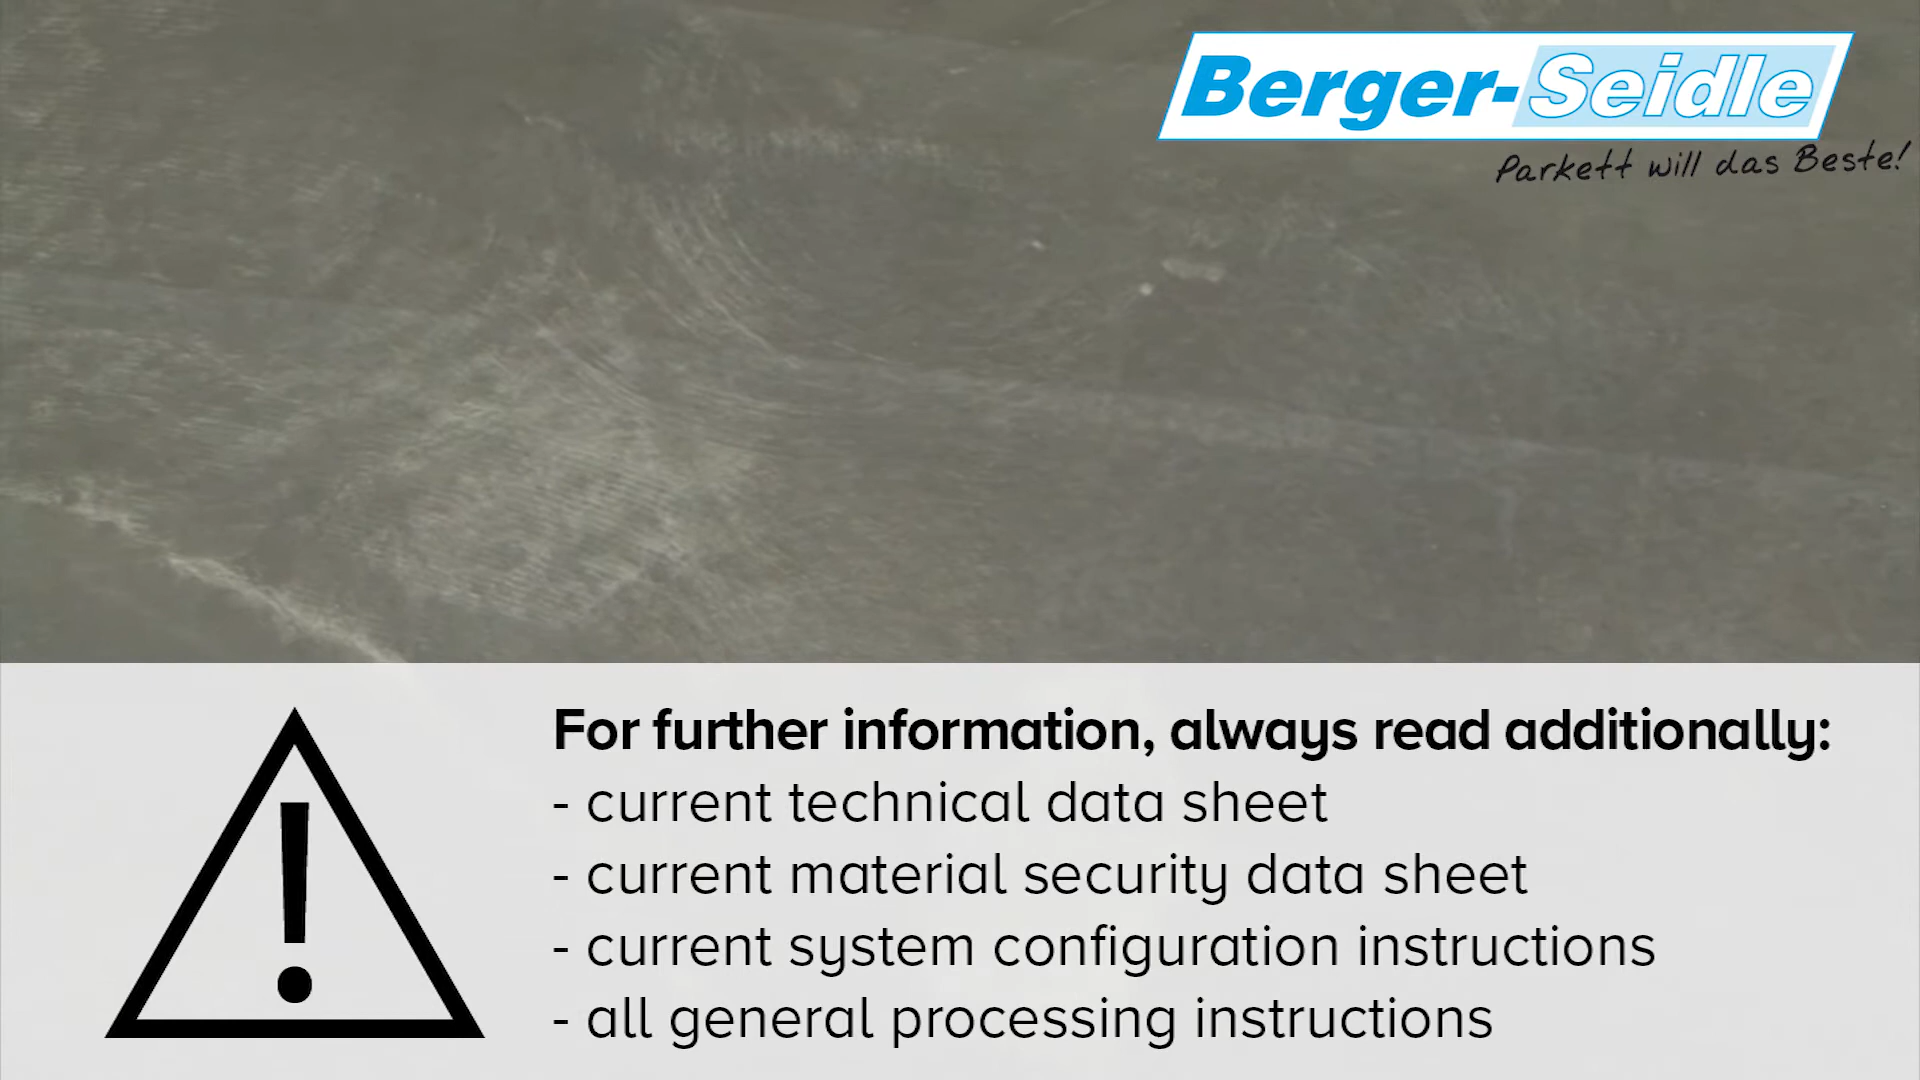 Berger-Seidle
Parkett will das Beste!
For further information, always read additionally:
- current technical data sheet
- current material security data sheet
- current system configuration instructions
- all general processing instructions